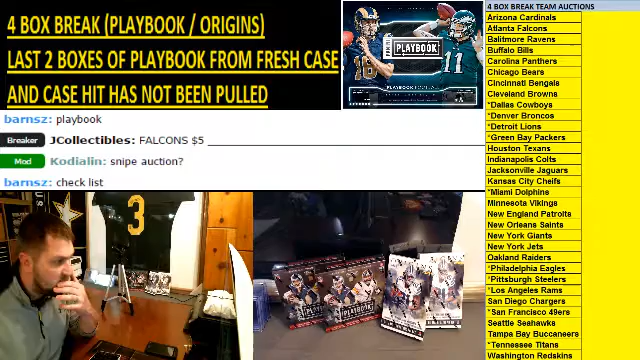 4 BOX BREAK (PLAYBOOK / ORIGINS)
LAST 2 BOXES OF PLAYBOOK FROM FRESH CASE
AND CASE HIT HAS NOT BEEN PULLED
PLAYBOOK
barnsz: playbook
Breaker JCollectibles: FALCONS $5
Mod Kodialin: snipe auction?
barnsz: check list
3
PLAYBOOK
4 BOX BREAK TEAM AUCTIONS
Arizona Cardinals
Atlanta Falcons
Balitmore Ravens
Buffalo Bills
Carolina Panthers
Chicago Bears
Cincinnati Bengals
Cleveland Browns
*Dallas Cowboys
*Denver Broncos
*Detroit Lions
*Green Bay Packers
Houston Texans
Indianapolis Colts
Jacksonville Jaguars
Kansas City Cheifs
*Miami Dolphins
Minnesota Vikings
New England Patroits
New Orleans Saints
New York Giants
New York Jets
Oakland Raiders
*Philadelphia Eagles
*Pittsburgh Steelers
*Los Angeles Rams
San Diego Chargers
*San Francisco 49ers
Seattle Seahawks
Tampa Bay Buccaneers
*Tennessee Titans
Washington Redskins